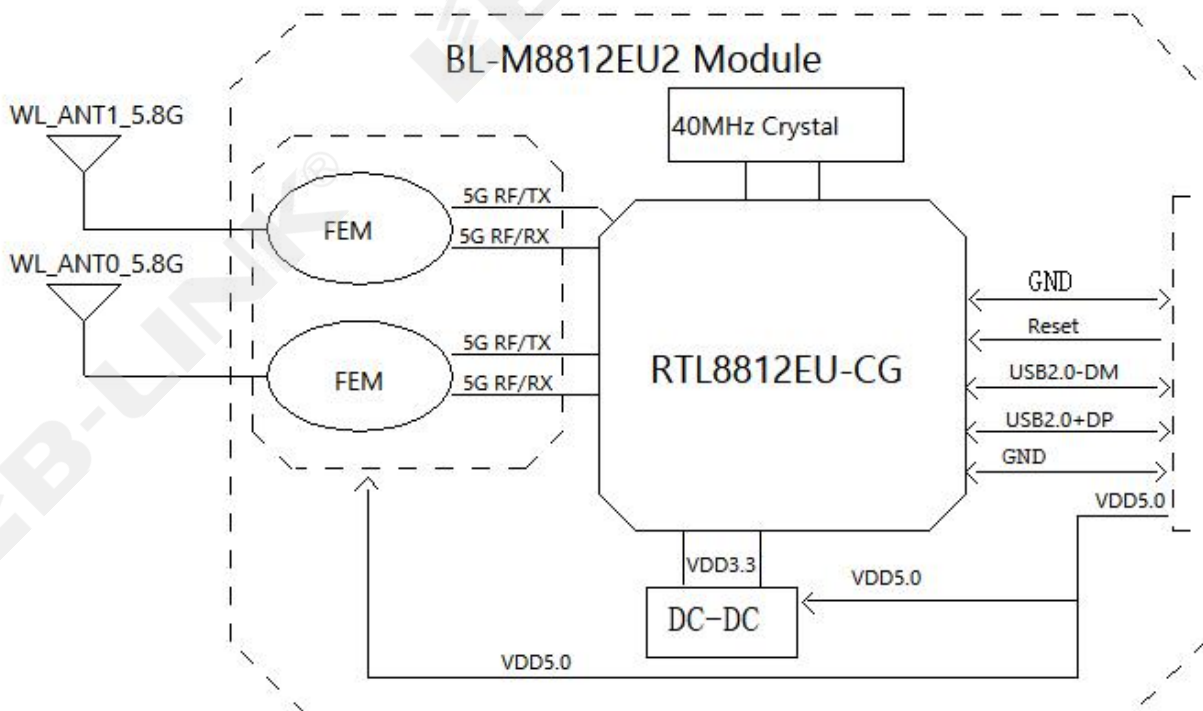 BL-M8812EU2 Module
WL_ANT1_5.8G
40MHz Crystal
5G RF/TX
FEM
5G RF/RX
WL_ANT0_5.8G
GND
Reset
5G RF/TX
RTL8812EU-CG
USB2.0-DM
FEM
5G RF/RX
USB2.0+DP
GND
VDD5.0
VDD3.3
VDD5.0
DC-DC
VDD5.0
EB-LINK®